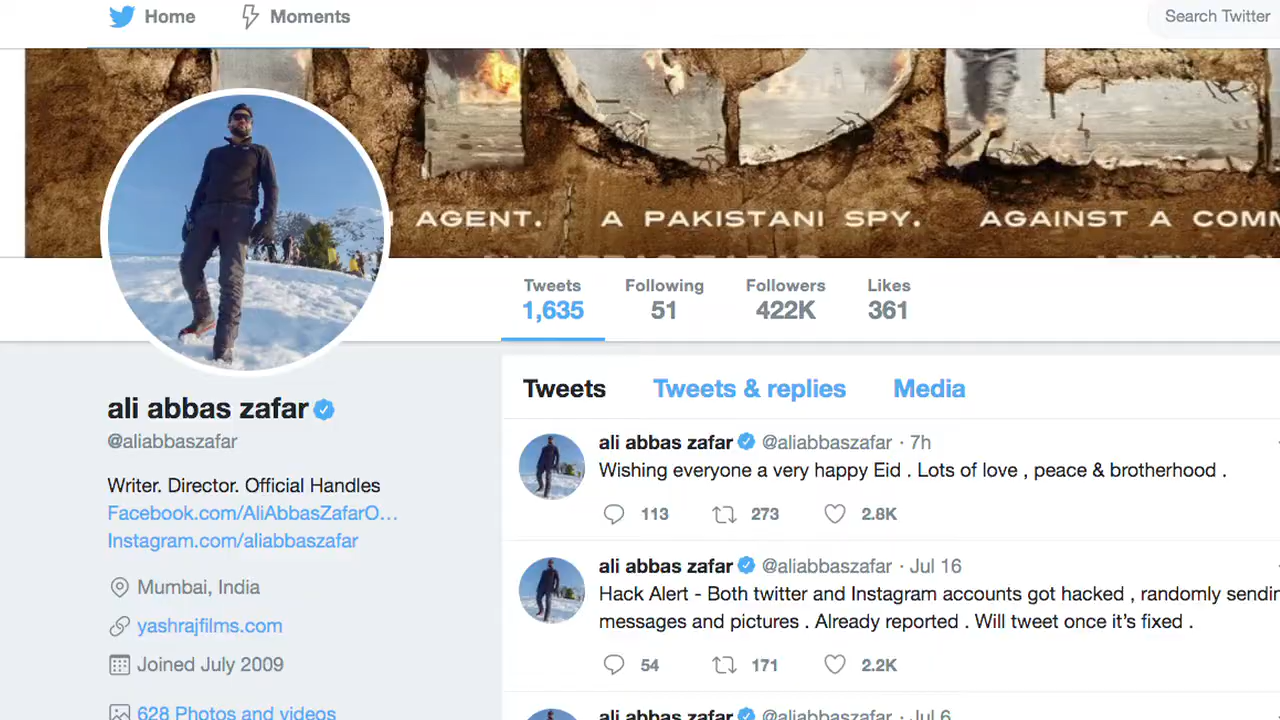 Home Moments Search Twitter
AGENT. A PAKISTANI SPY. AGAINST A COMM
Tweets Following Followers Likes
1,635 51 422K 361
Tweets Tweets & replies Media
ali abbas zafar
@aliabbaszafar
Writer. Director. Official Handles
Facebook.com/AliAbbasZafarO…
Instagram.com/aliabbaszafar
Mumbai, India
yashrajfilms.com
Joined July 2009
628 Photos and videos
ali abbas zafar @aliabbaszafar · 7h
Wishing everyone a very happy Eid . Lots of love , peace & brotherhood .
113 273 2.8K
ali abbas zafar @aliabbaszafar · Jul 16
Hack Alert - Both twitter and Instagram accounts got hacked , randomly sendin
messages and pictures . Already reported . Will tweet once it's fixed .
54 171 2.2K
ali abbas zafar @aliabbaszafar · Jul 6